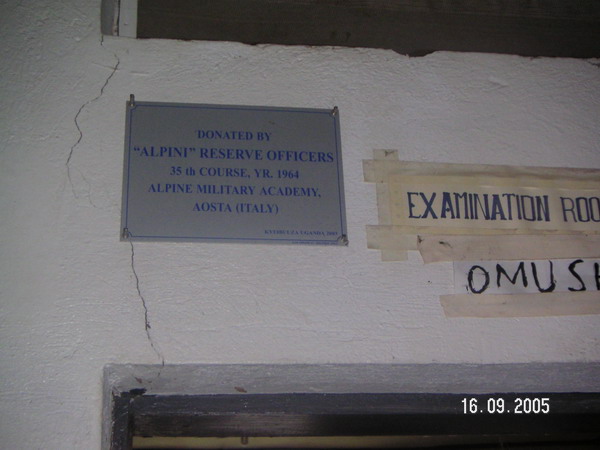 DONATED BY
"ALPINI" RESERVE OFFICERS
35 th COURSE, YR. 1964
ALPINE MILITARY ACADEMY,
AOSTA (ITALY)
EXAMINATION ROO
OMUSH
16.09.2005